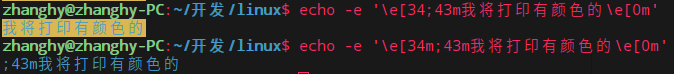 zhanghy@zhanghy-PC:~/开发/linux$ echo -e '\e[34;43m我将打印有颜色的\e[0m'
我将打印有颜色的
zhanghy@zhanghy-PC:~/开发/linux$ echo -e '\e[34m;43m我将打印有颜色的\e[0m'
;43m我将打印有颜色的